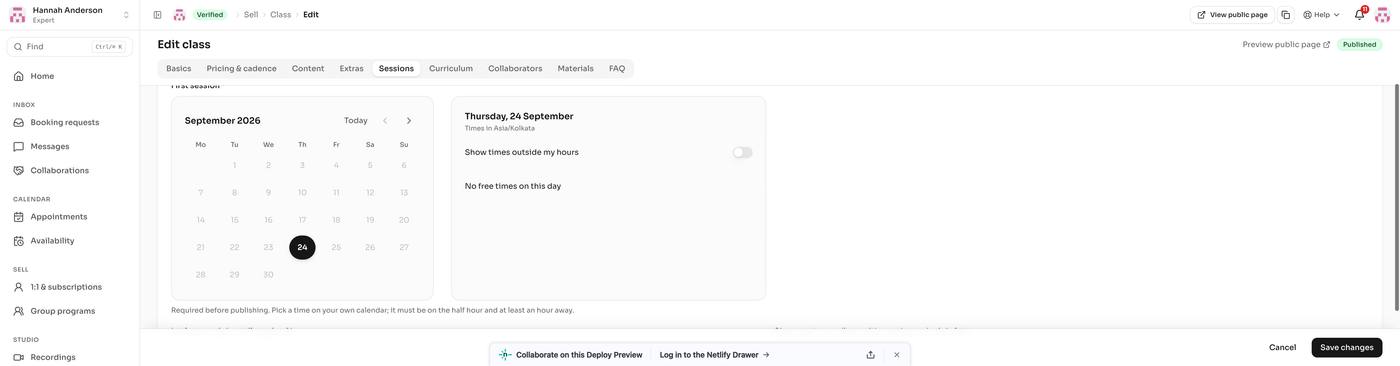 Hannah Anderson
Expert
Find
Ctrl/⌘ K
Home
INBOX
Booking requests
Messages
Collaborations
CALENDAR
Appointments
Availability
SELL
1:1 & subscriptions
Group programs
STUDIO
Recordings
Verified
Sell
Class
Edit
View public page
Help
11
Edit class
Preview public page
Published
Basics Pricing & cadence Content Extras Sessions Curriculum Collaborators Materials FAQ
First session
September 2026
Today
Mo Tu We Th Fr Sa Su
1 2 3 4 5 6
7 8 9 10 11 12 13
14 15 16 17 18 19 20
21 22 23 24 25 26 27
28 29 30
Thursday, 24 September
Times in Asia/Kolkata
Show times outside my hours
No free times on this day
Required before publishing. Pick a time on your own calendar; it must be on the half hour and at least an hour away.
Collaborate on this Deploy Preview
Log in to the Netlify Drawer →
Cancel
Save changes